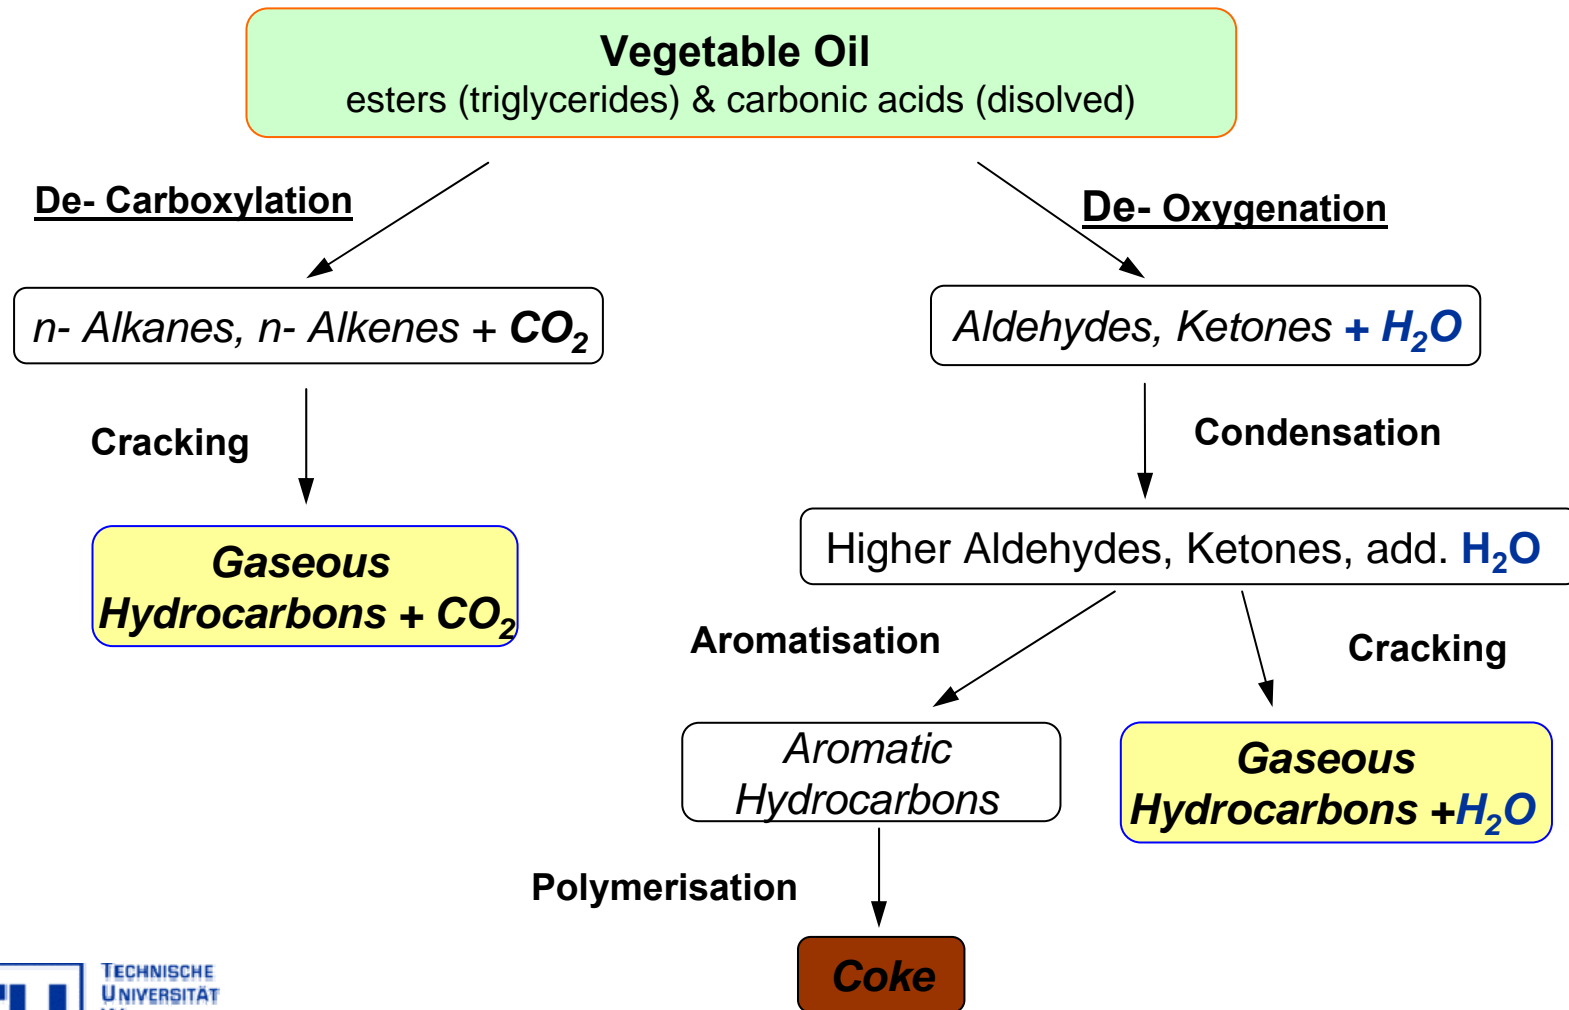 Vegetable Oil
esters (triglycerides) & carbonic acids (disolved)
De- Carboxylation
De- Oxygenation
n- Alkanes, n- Alkenes + CO₂
Aldehydes, Ketones + H₂O
Cracking
Condensation
Gaseous
Hydrocarbons + CO₂
Higher Aldehydes, Ketones, add. H₂O
Aromatisation
Cracking
Aromatic
Hydrocarbons
Gaseous
Hydrocarbons +H₂O
Polymerisation
Coke
TECHNISCHE
UNIVERSITÄT